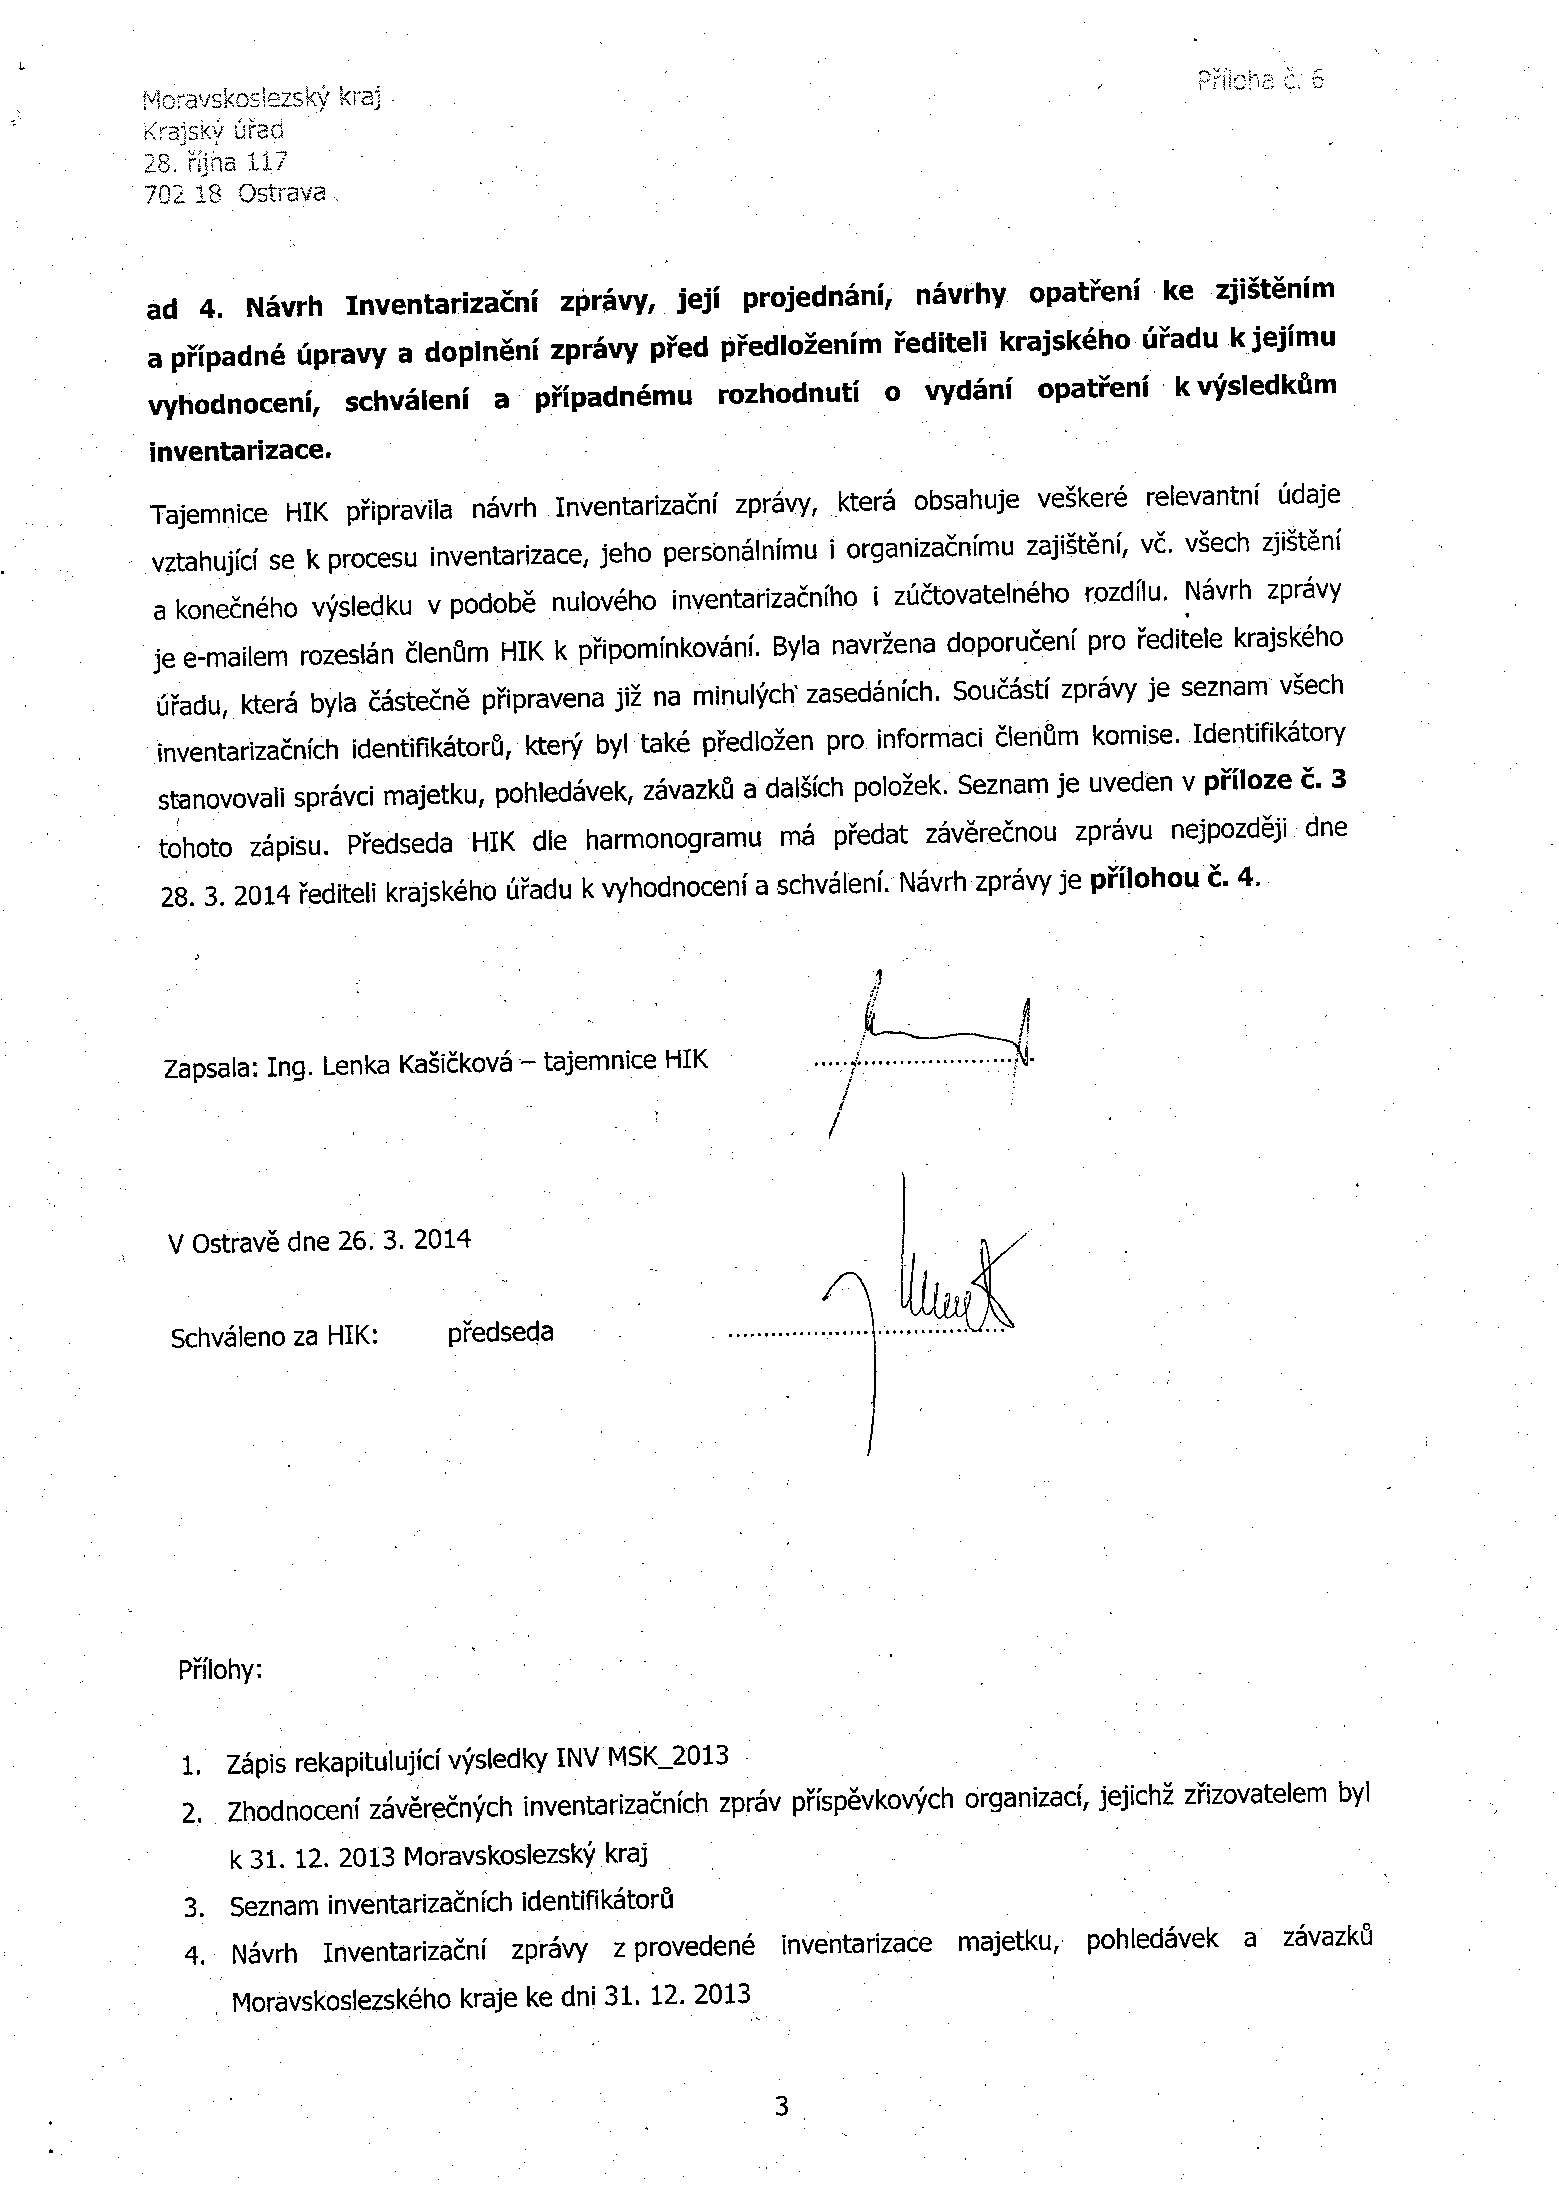 Příloha č. 6
Moravskoslezský kraj
Krajský úřad
28. října 117
702 18 Ostrava
ad 4. Návrh Inventarizační zprávy, její projednání, návrhy opatření ke zjištěním
a případné úpravy a doplnění zprávy před předložením řediteli krajského úřadu k jejímu
vyhodnocení, schválení a případnému rozhodnutí o vydání opatření k výsledkům
inventarizace.
Tajemnice HIK připravila návrh Inventarizační zprávy, která obsahuje veškeré relevantní údaje
vztahující se k procesu inventarizace, jeho personálnímu i organizačnímu zajištění, vč. všech zjištění
a konečného výsledku v podobě nulového inventarizačního i zúčtovatelného rozdílu. Návrh zprávy
je e-mailem rozeslán členům HIK k připomínkování. Byla navržena doporučení pro ředitele krajského
úřadu, která byla částečně připravena již na minulých zasedáních. Součástí zprávy je seznam všech
inventarizačních identifikátorů, který byl také předložen pro informaci členům komise. Identifikátory
stanovovali správci majetku, pohledávek, závazků a dalších položek. Seznam je uveden v příloze č. 3
tohoto zápisu. Předseda HIK dle harmonogramu má předat závěrečnou zprávu nejpozději dne
28. 3. 2014 řediteli krajského úřadu k vyhodnocení a schválení. Návrh zprávy je přílohou č. 4.
Zapsala: Ing. Lenka Kašičková – tajemnice HIK
V Ostravě dne 26. 3. 2014
Schváleno za HIK: předseda
Přílohy:
1. Zápis rekapitulující výsledky INV MSK_2013
2. Zhodnocení závěrečných inventarizačních zpráv příspěvkových organizací, jejichž zřizovatelem byl
k 31. 12. 2013 Moravskoslezský kraj
3. Seznam inventarizačních identifikátorů
4. Návrh Inventarizační zprávy z provedené inventarizace majetku, pohledávek a závazků
Moravskoslezského kraje ke dni 31. 12. 2013
3